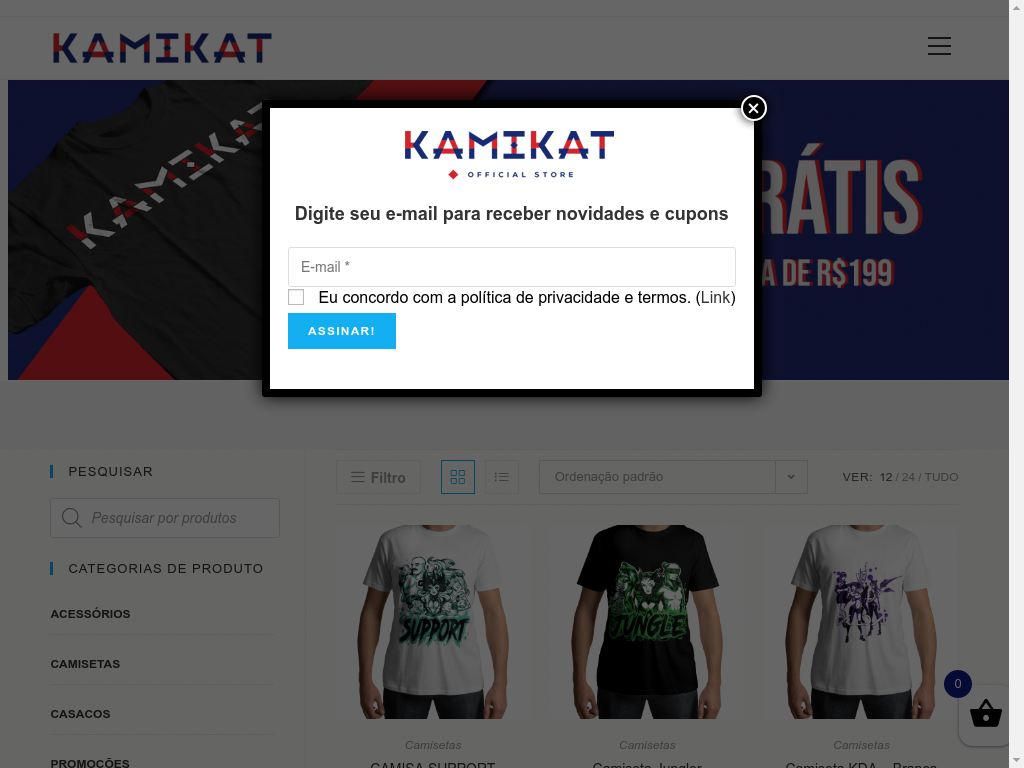 KAMIKAT
KAMIKAT
RÁTIS
A DE R$199
KAMIKAT
OFFICIAL STORE
Digite seu e-mail para receber novidades e cupons
E-mail *
Eu concordo com a política de privacidade e termos. (Link)
ASSINAR!
PESQUISAR
Pesquisar por produtos
CATEGORIAS DE PRODUTO
ACESSÓRIOS
CAMISETAS
CASACOS
PROMOÇÕES
Filtro
Ordenação padrão
VER: 12 / 24 / TUDO
SUPPORT
JUNGLE
0
Camisetas
Camisetas
Camisetas
CAMISA SUPPORT
Camiseta Jungler
Camiseta KDA – Branca